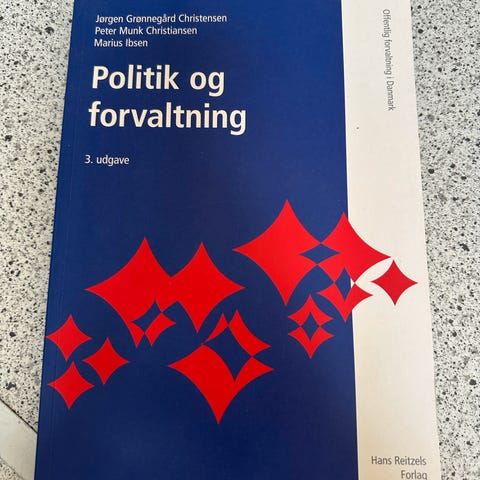 Jørgen Grønnegård Christensen
Peter Munk Christiansen
Marius Ibsen
Politik og
forvaltning
3. udgave
Offentlig forvaltning i Danmark
Hans Reitzels
Forlag